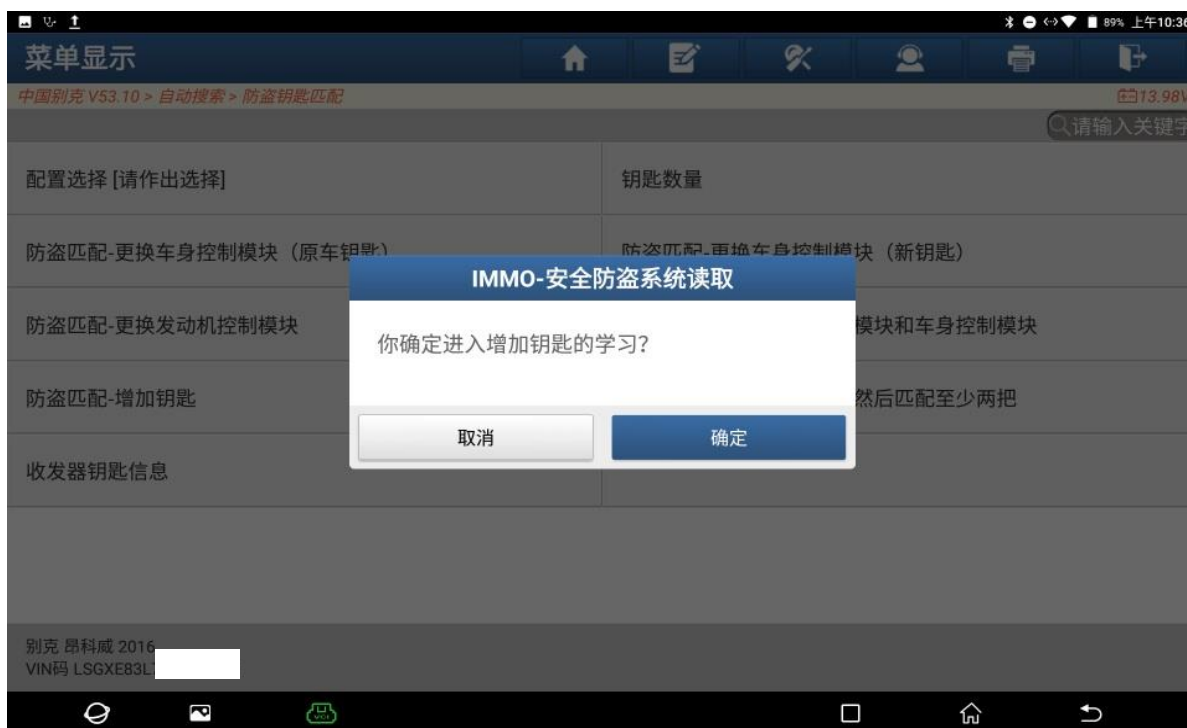 89% 上午10:36
菜单显示
中国别克 V53.10 > 自动搜索 > 防盗钥匙匹配
13.98V
请输入关键字
配置选择 [请作出选择]
钥匙数量
防盗匹配-更换车身控制模块（原车钥匙）
防盗匹配-更换车身控制模块（新钥匙）
IMMO-安全防盗系统读取
防盗匹配-更换发动机控制模块
模块和车身控制模块
你确定进入增加钥匙的学习?
防盗匹配-增加钥匙
然后匹配至少两把
取消
确定
收发器钥匙信息
别克 昂科威 2016
VIN码 LSGXE83L
VCI